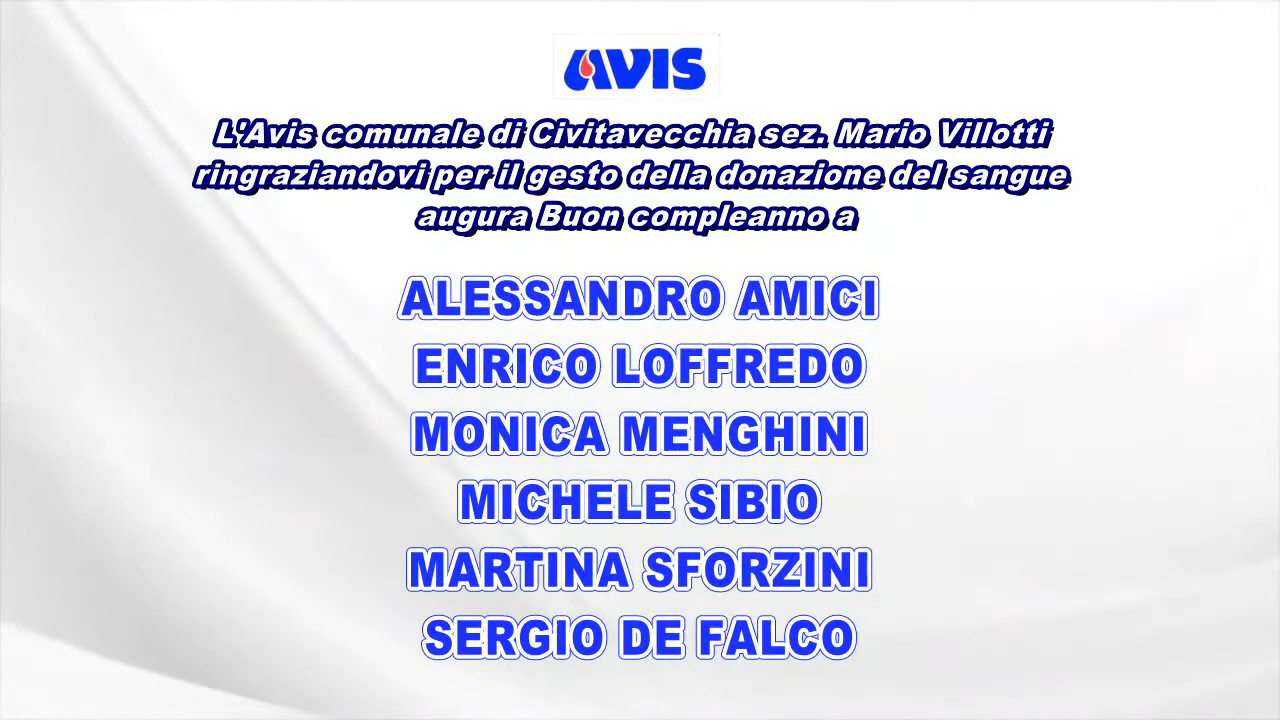 AVIS
L'Avis comunale di Civitavecchia sez. Mario Villotti
ringraziandovi per il gesto della donazione del sangue
augura Buon compleanno a
ALESSANDRO AMICI
ENRICO LOFFREDO
MONICA MENGHINI
MICHELE SIBIO
MARTINA SFORZINI
SERGIO DE FALCO